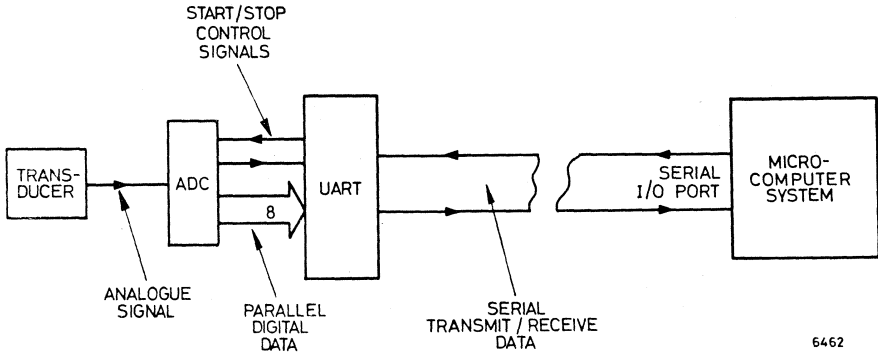 START/STOP
CONTROL
SIGNALS
TRANS-
DUCER
ADC
8
UART
SERIAL
I/O PORT
MICRO-
COMPUTER
SYSTEM
ANALOGUE
SIGNAL
PARALLEL
DIGITAL
DATA
SERIAL
TRANSMIT / RECEIVE
DATA
6462